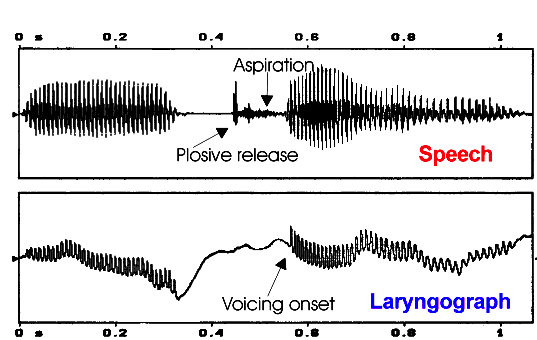 0 s 0.2 0.4 0.6 0.8 1
Aspiration
Plosive release
Speech
Voicing onset
Laryngograph
0 s 0.2 0.4 0.6 0.8 1